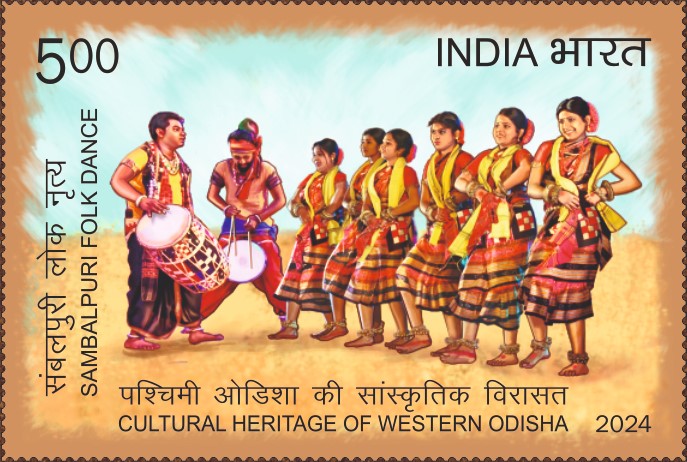 5.00
INDIA भारत
संबलपुरी लोक नृत्य
SAMBALPURI FOLK DANCE
पश्चिमी ओडिशा की सांस्कृतिक विरासत
CULTURAL HERITAGE OF WESTERN ODISHA 2024